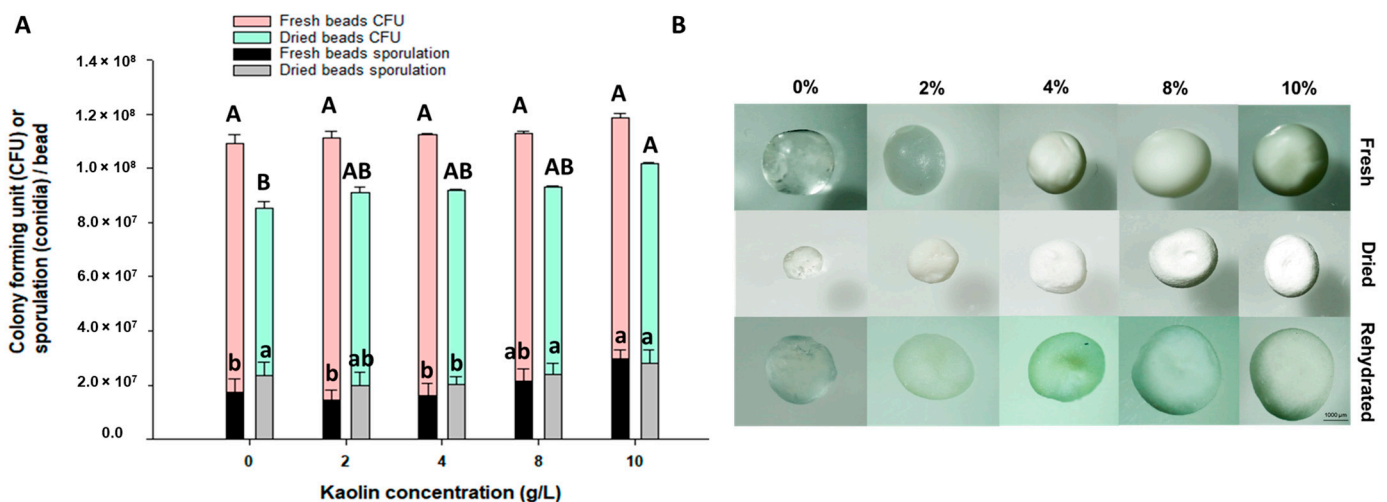 A
Fresh beads CFU
Dried beads CFU
Fresh beads sporulation
Dried beads sporulation
Colony forming unit (CFU) or
sporulation (conidia) / bead
1.4 × 10⁸
1.2 × 10⁸
1.0 × 10⁸
8.0 × 10⁷
6.0 × 10⁷
4.0 × 10⁷
2.0 × 10⁷
0.0
A A A A A
B AB AB AB A
b a b ab b b ab a a a
0 2 4 8 10
Kaolin concentration (g/L)
B
0% 2% 4% 8% 10%
Fresh
Dried
Rehydrated
1000 µm